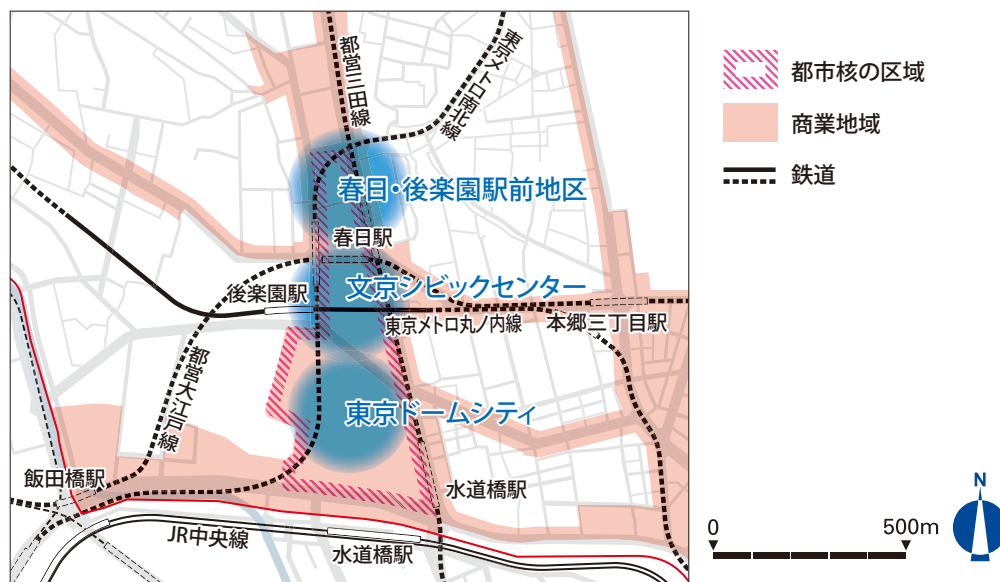 都営三田線
東京メトロ南北線
春日・後楽園駅前地区
春日駅
文京シビックセンター
後楽園駅
東京メトロ丸ノ内線
本郷三丁目駅
都営大江戸線
東京ドームシティ
飯田橋駅
水道橋駅
JR中央線
水道橋駅
都市核の区域
商業地域
鉄道
N
0
500m